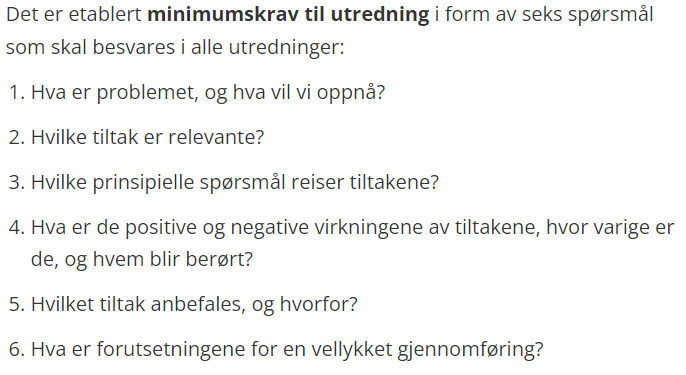 Det er etablert minimumskrav til utredning i form av seks spørsmål
som skal besvares i alle utredninger:
1. Hva er problemet, og hva vil vi oppnå?
2. Hvilke tiltak er relevante?
3. Hvilke prinsipielle spørsmål reiser tiltakene?
4. Hva er de positive og negative virkningene av tiltakene, hvor varige er
de, og hvem blir berørt?
5. Hvilket tiltak anbefales, og hvorfor?
6. Hva er forutsetningene for en vellykket gjennomføring?